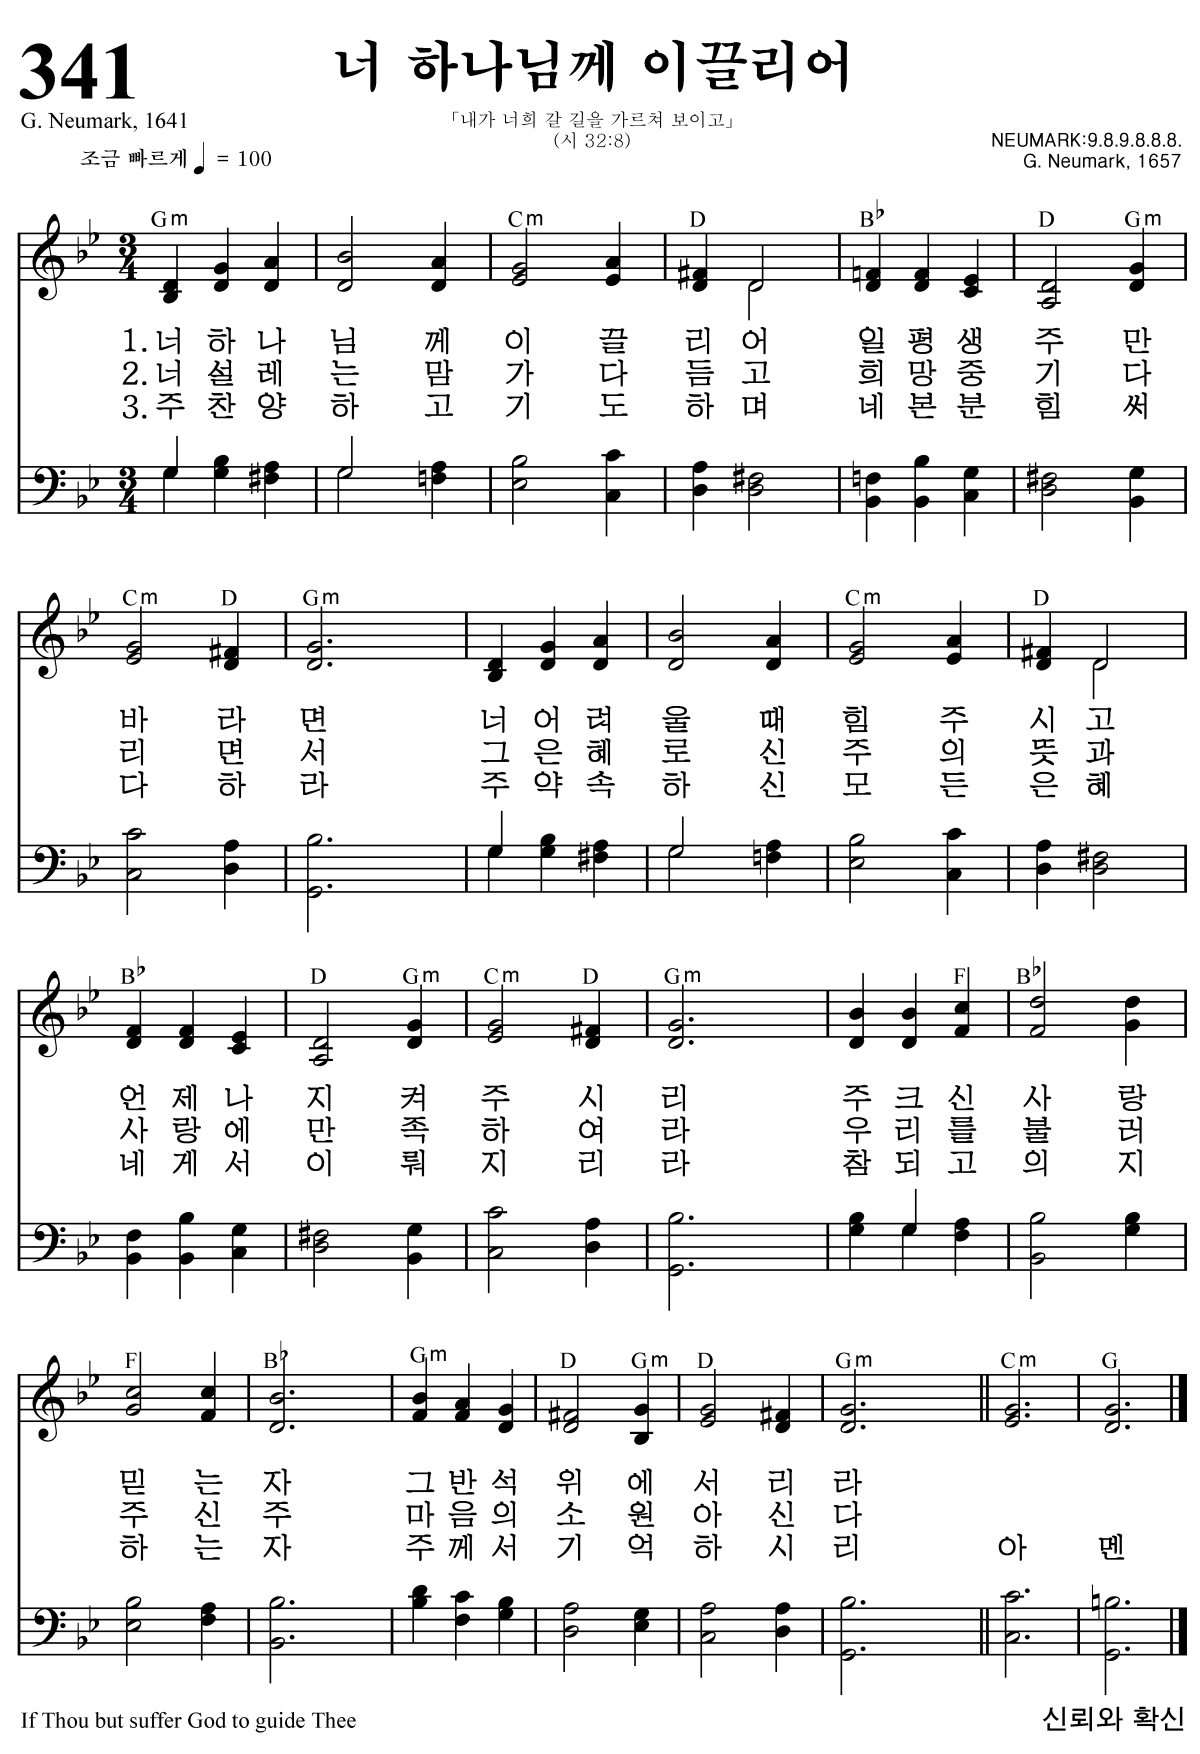 341
너 하나님께 이끌리어
G. Neumark, 1641
「내가 너희 갈 길을 가르쳐 보이고」
(시 32:8)
조금 빠르게 ♩ = 100
NEUMARK:9.8.9.8.8.8.
G. Neumark, 1657
Gm Cm D B♭ D Gm
3/4
1. 너 하 나 님 께 이 끌 리 어 일 평 생 주 만
2. 너 설 레 는 맘 가 다 듬 고 희 망 중 기 다
3. 주 찬 양 하 고 기 도 하 며 네 본 분 힘 써
3/4
Cm D Gm Cm D
바 라 면 너 어 려 울 때 힘 주 시 고
리 면 서 그 은 혜 로 신 주 의 뜻 과
다 하 라 주 약 속 하 신 모 든 은 혜
B♭ D Gm Cm D Gm F B♭
언 제 나 지 켜 주 시 리 주 크 신 사 랑
사 랑 에 만 족 하 여 라 우 리 를 불 러
네 게 서 이 뤄 지 리 라 참 되 고 의 지
F B♭ Gm D Gm D Gm Cm G
믿 는 자 그 반 석 위 에 서 리 라
주 신 주 마 음 의 소 원 아 신 다
하 는 자 주 께 서 기 억 하 시 리 아 멘
If Thou but suffer God to guide Thee
신뢰와 확신